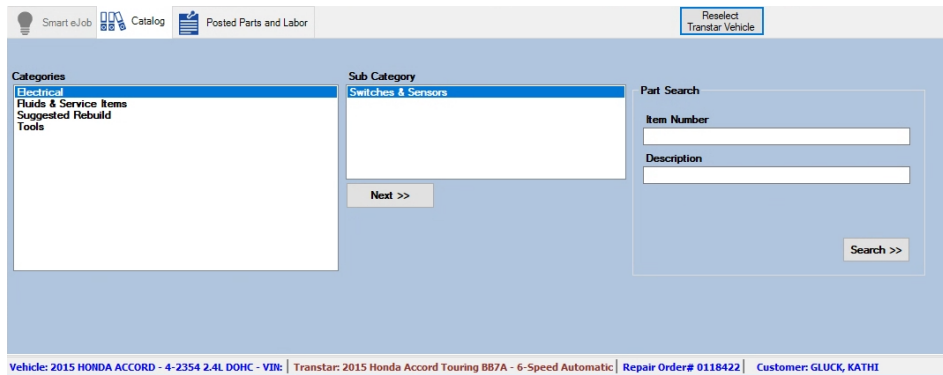 Smart eJob
Catalog
Posted Parts and Labor
Reselect
Transtar Vehicle
Categories
Electrical
Fluids & Service Items
Suggested Rebuild
Tools
Sub Category
Switches & Sensors
Next >>
Part Search
Item Number
Description
Search >>
Vehicle: 2015 HONDA ACCORD - 4-2354 2.4L DOHC - VIN: Transtar: 2015 Honda Accord Touring BB7A - 6-Speed Automatic Repair Order# 0118422 Customer: GLUCK, KATHI